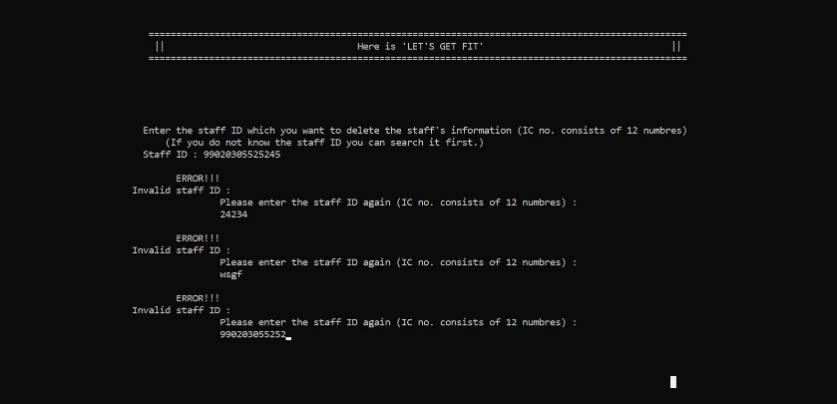 ========================================================================================
|| Here is 'LET'S GET FIT' ||
========================================================================================
Enter the staff ID which you want to delete the staff's information (IC no. consists of 12 numbres)
(If you do not know the staff ID you can search it first.)
Staff ID : 99020305525245
ERROR!!!
Invalid staff ID :
Please enter the staff ID again (IC no. consists of 12 numbres) :
24234
ERROR!!!
Invalid staff ID :
Please enter the staff ID again (IC no. consists of 12 numbres) :
wsgf
ERROR!!!
Invalid staff ID :
Please enter the staff ID again (IC no. consists of 12 numbres) :
990203055252